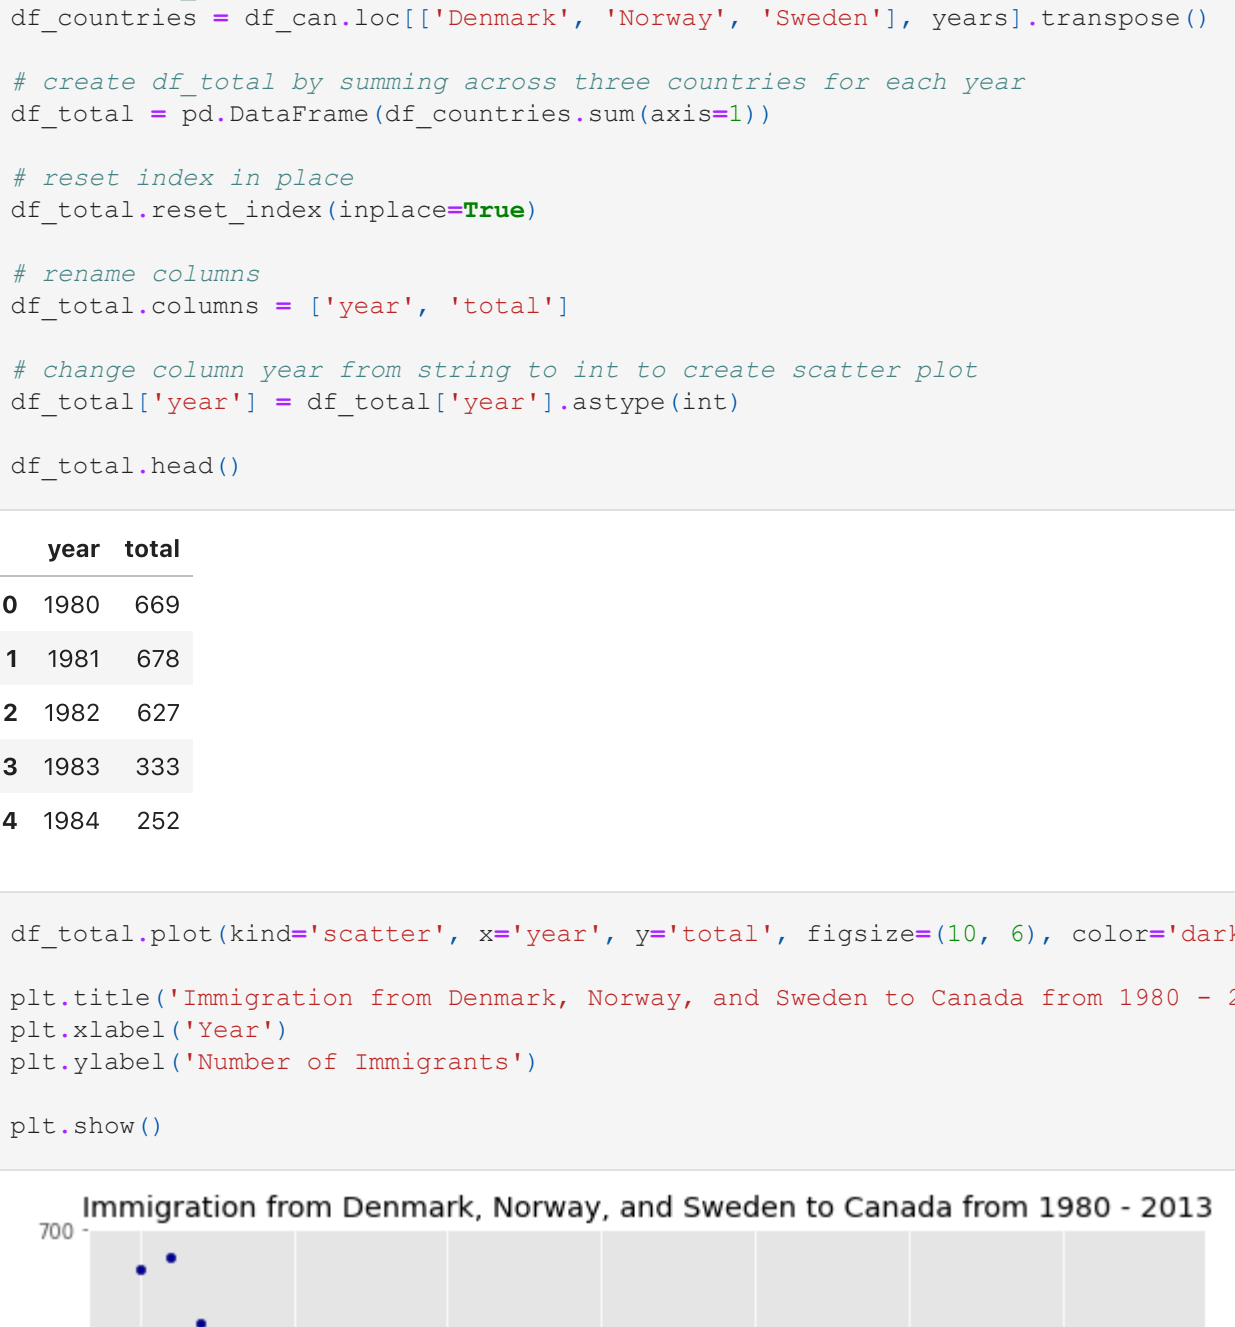 df_countries = df_can.loc[['Denmark', 'Norway', 'Sweden'], years].transpose()
# create df_total by summing across three countries for each year
df_total = pd.DataFrame(df_countries.sum(axis=1))
# reset index in place
df_total.reset_index(inplace=True)
# rename columns
df_total.columns = ['year', 'total']
# change column year from string to int to create scatter plot
df_total['year'] = df_total['year'].astype(int)
df_total.head()
year total
0 1980 669
1 1981 678
2 1982 627
3 1983 333
4 1984 252
df_total.plot(kind='scatter', x='year', y='total', figsize=(10, 6), color='dark
plt.title('Immigration from Denmark, Norway, and Sweden to Canada from 1980 - 2
plt.xlabel('Year')
plt.ylabel('Number of Immigrants')
plt.show()
Immigration from Denmark, Norway, and Sweden to Canada from 1980 - 2013
700